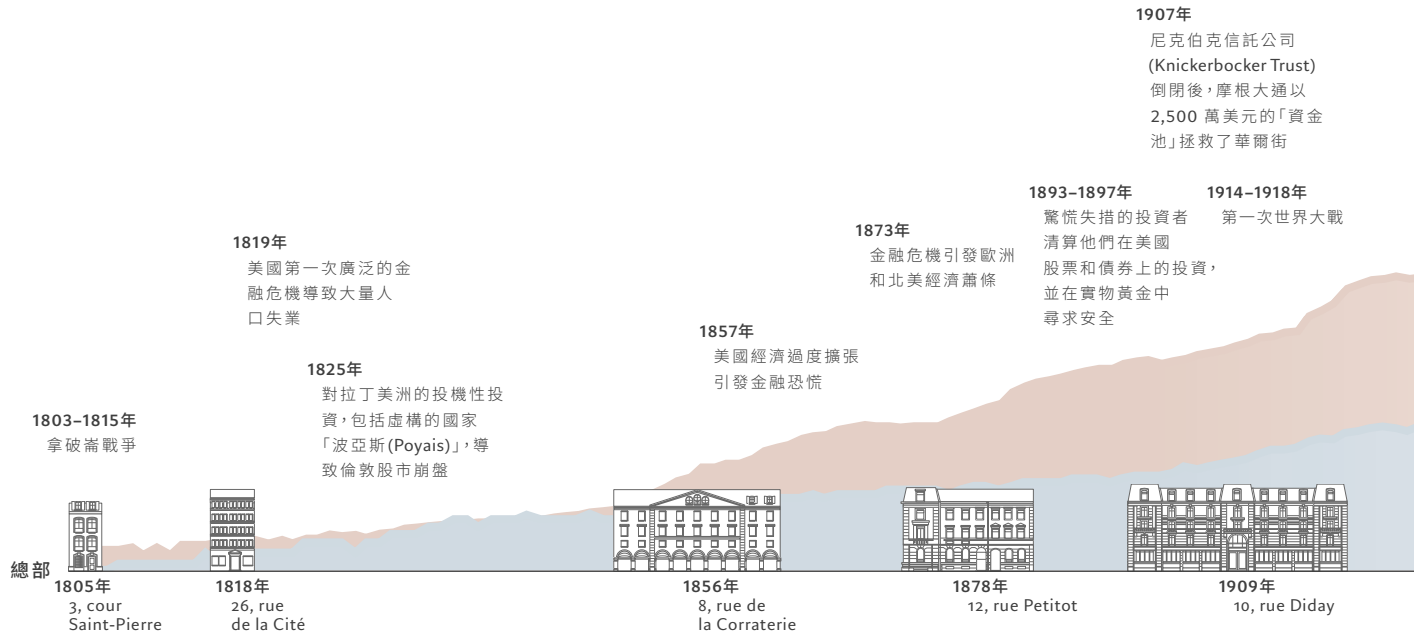 1907年
尼克伯克信託公司
(Knickerbocker Trust)
倒閉後，摩根大通以
2,500 萬美元的「資金
池」拯救了華爾街
1893–1897年
驚慌失措的投資者
清算他們在美國
股票和債券上的投資，
並在實物黃金中
尋求安全
1914–1918年
第一次世界大戰
1873年
金融危機引發歐洲
和北美經濟蕭條
1819年
美國第一次廣泛的金
融危機導致大量人
口失業
1857年
美國經濟過度擴張
引發金融恐慌
1825年
對拉丁美洲的投機性投
資，包括虛構的國家
「波亞斯(Poyais)」，導
致倫敦股市崩盤
1803–1815年
拿破崙戰爭
總部
1805年
3, cour
Saint-Pierre
1818年
26, rue
de la Cité
1856年
8, rue de
la Corraterie
1878年
12, rue Petitot
1909年
10, rue Diday